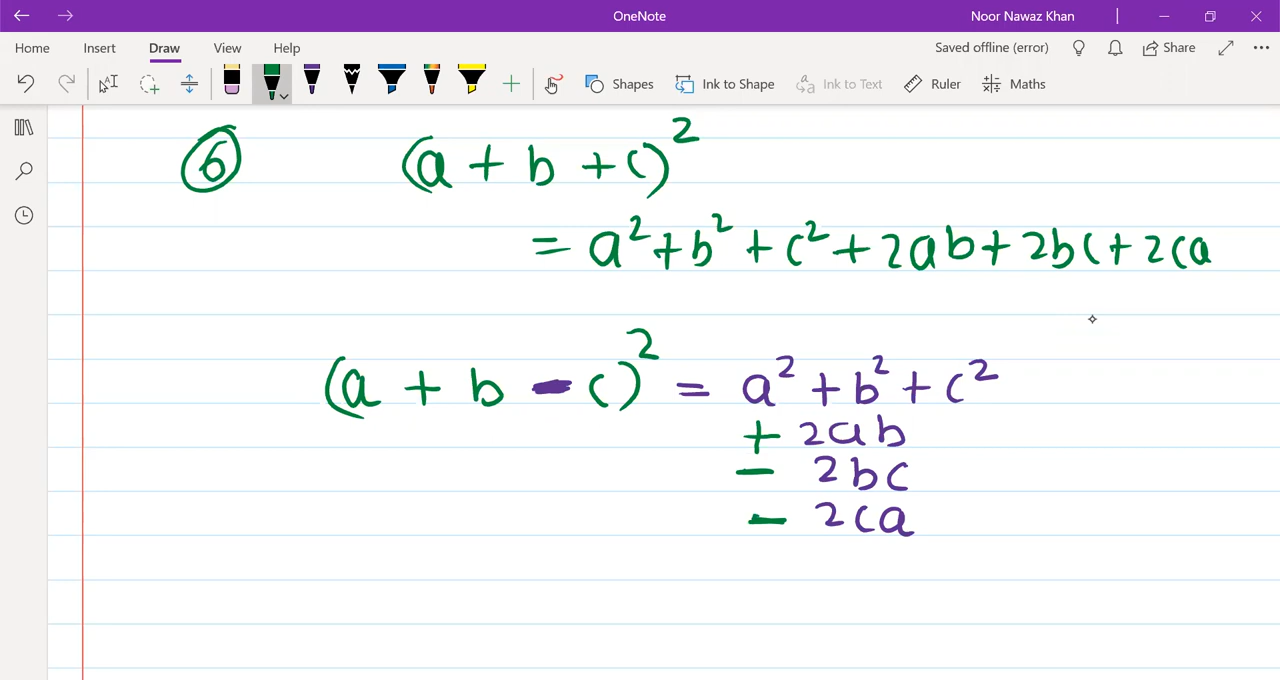 OneNote
Noor Nawaz Khan
Home Insert Draw View Help
Saved offline (error) Share
Shapes Ink to Shape Ink to Text Ruler Maths
6 (a + b + c)²
= a² + b² + c² + 2ab + 2bc + 2ca
(a + b - c)² = a² + b² + c²
+ 2ab
- 2bc
- 2ca